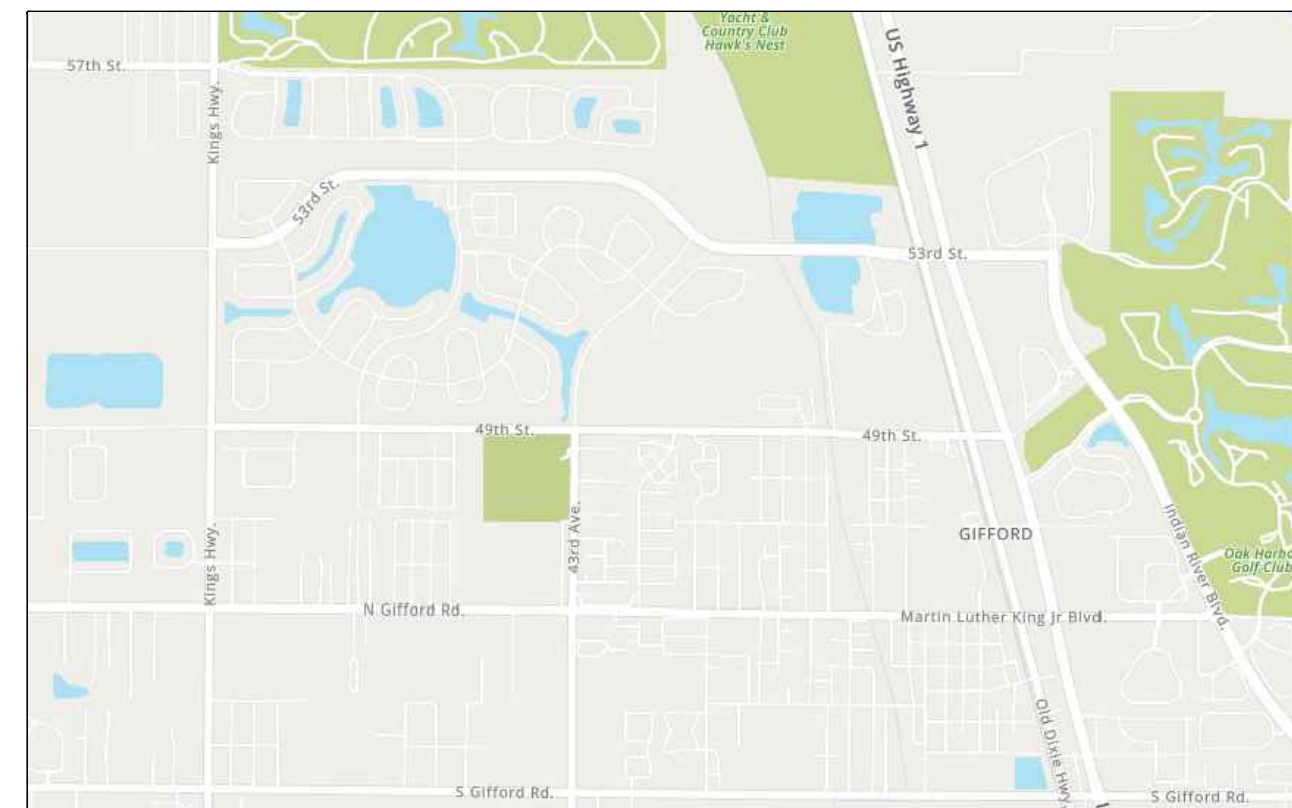 Yacht &
Country Club
Hawk's Nest
US Highway 1
57th St.
Kings Hwy.
53rd St.
53rd St.
49th St.
49th St.
43rd Ave.
Kings Hwy.
GIFFORD
Indian River Blvd.
Oak Harbo
Golf Club
N Gifford Rd.
Martin Luther King Jr Blvd.
Old Dixie Hwy.
S Gifford Rd.
S Gifford Rd.